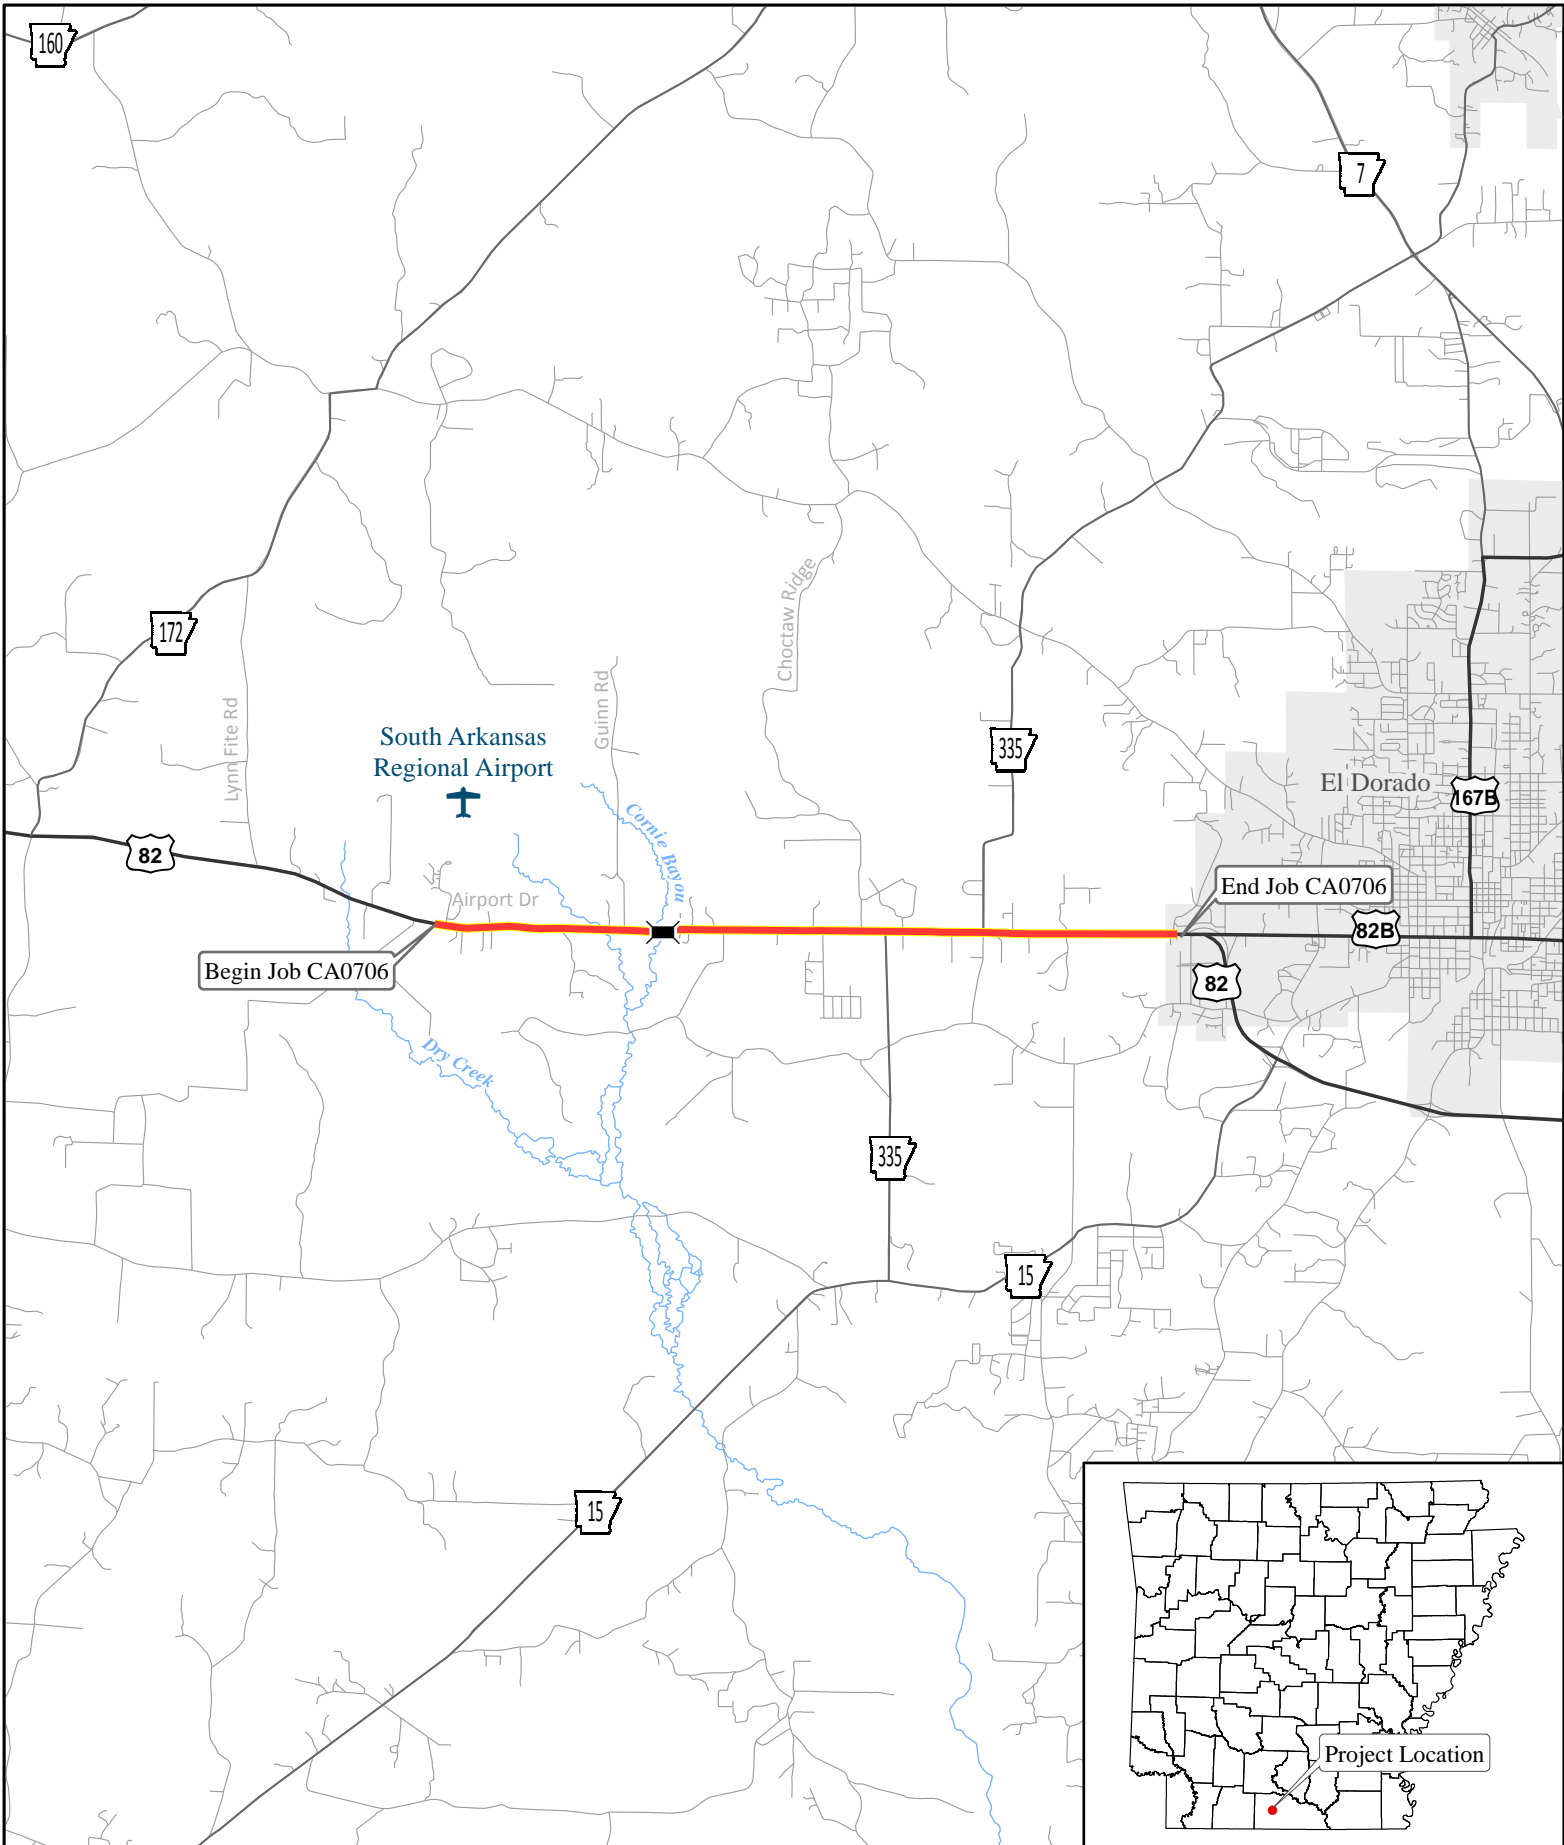 160
7
172
Choctaw Ridge
Lynn Fite Rd
Guinn Rd
South Arkansas
Regional Airport
335
El Dorado
167B
Cornie Bayou
82
Airport Dr
End Job CA0706
82B
Begin Job CA0706
82
Dry Creek
335
15
15
Project Location